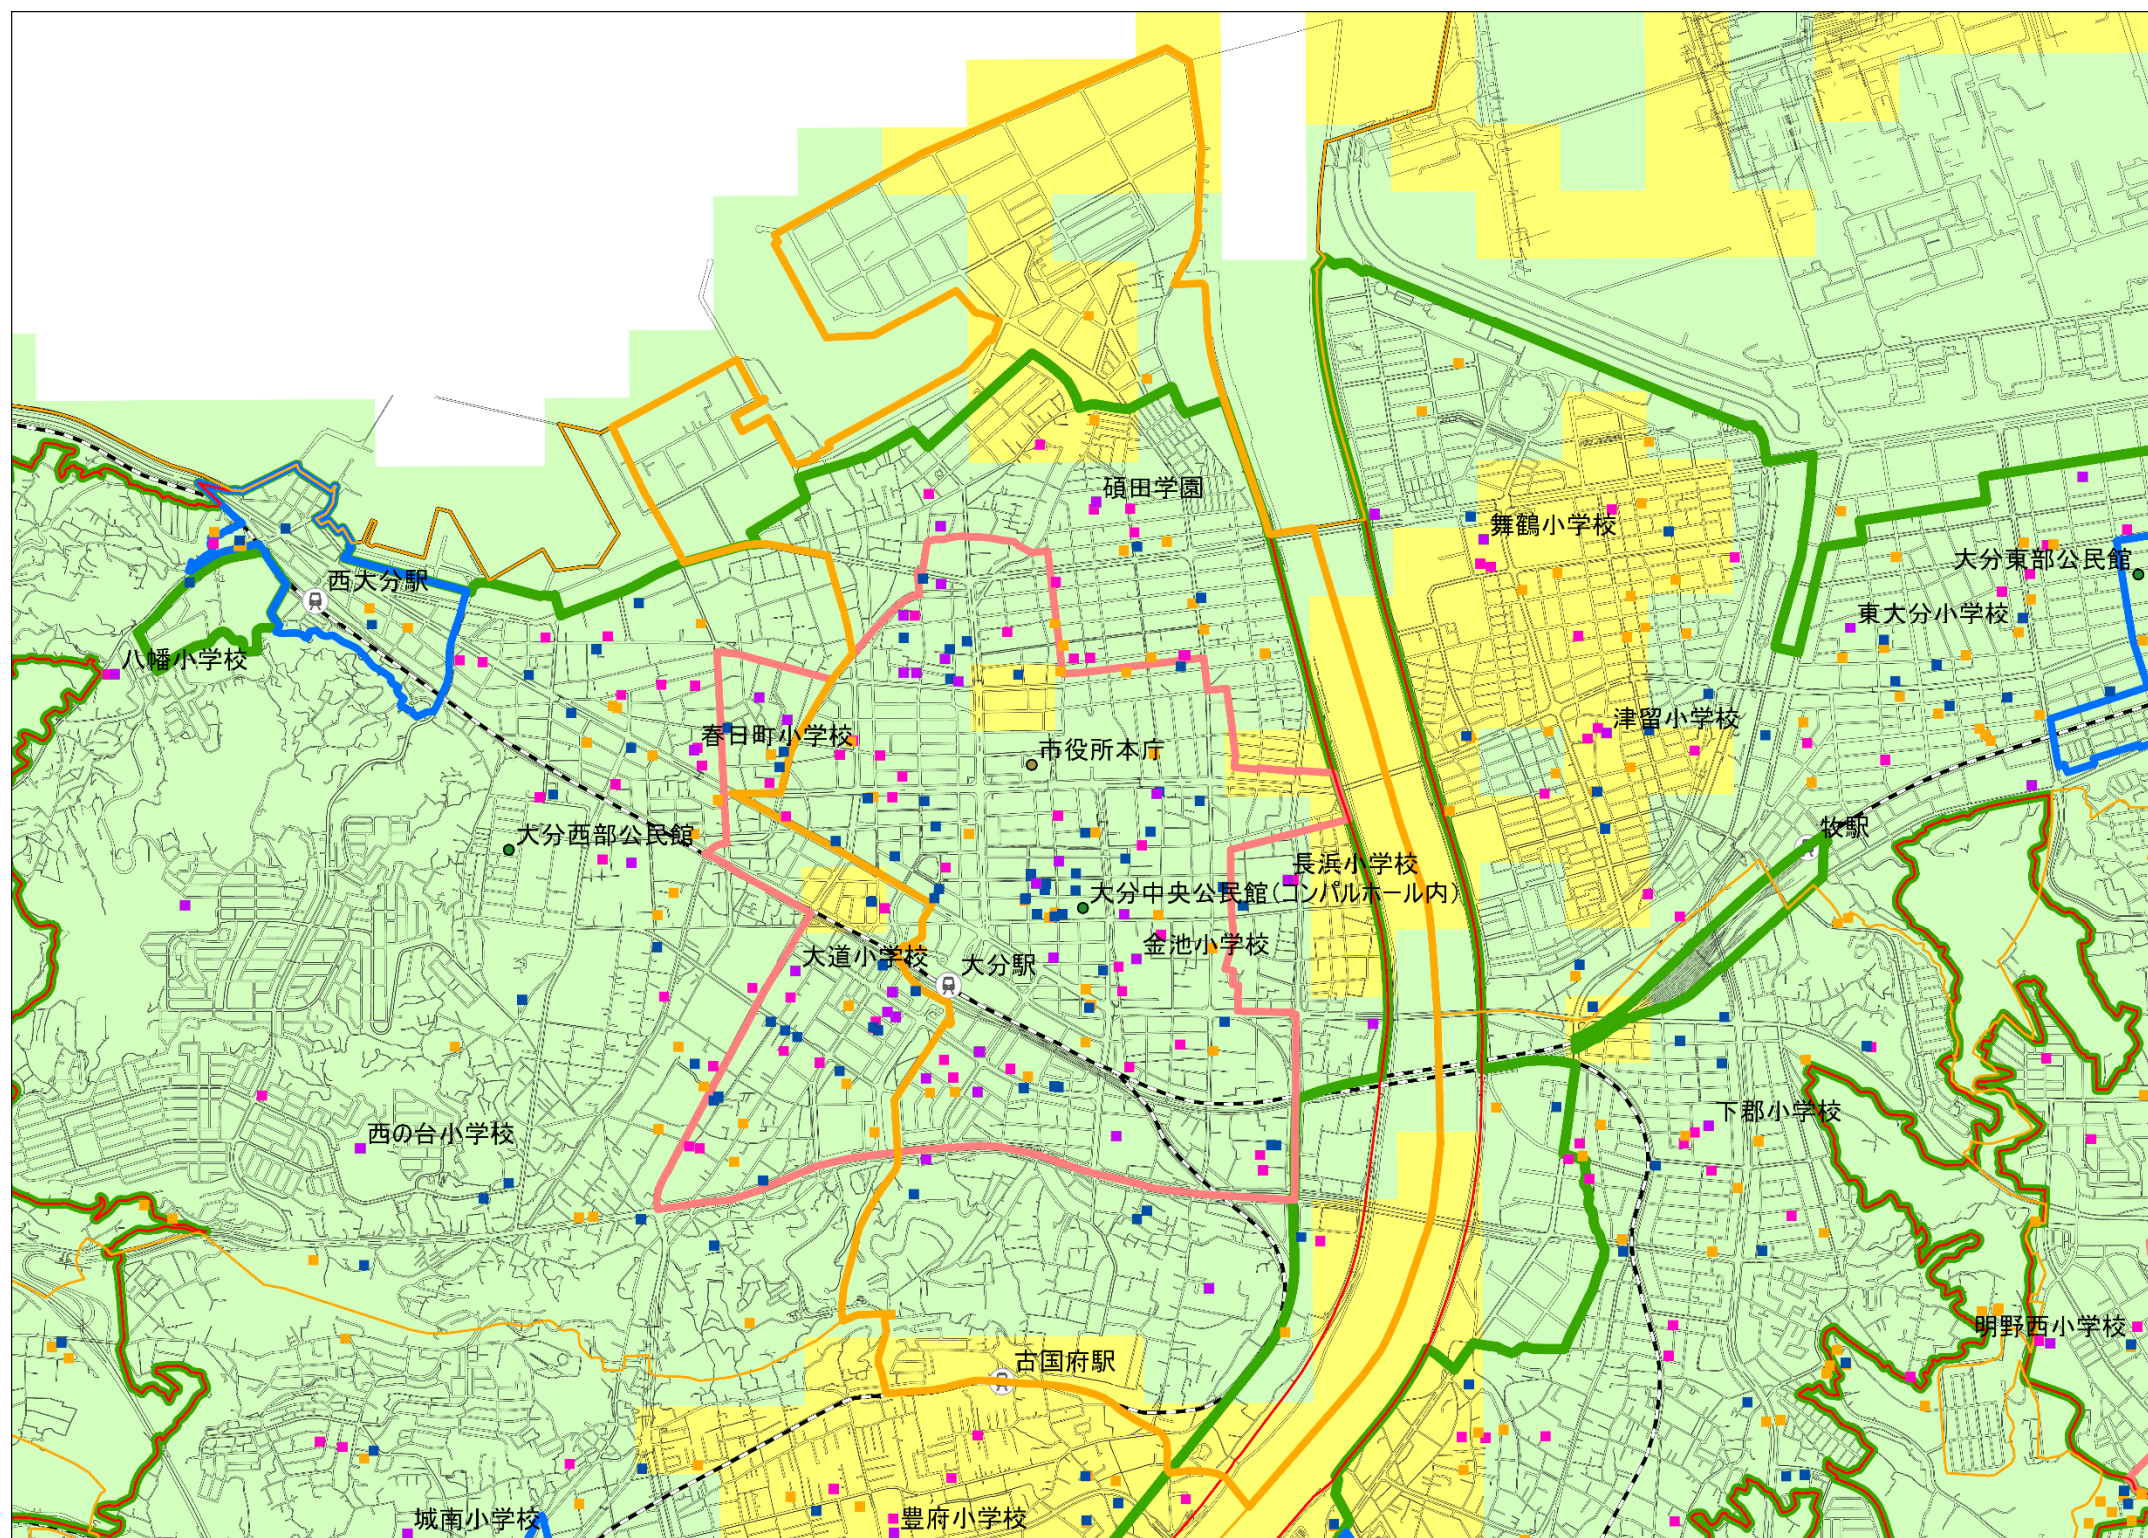 碩田学園
舞鶴小学校
大分東部公民館
西大分駅
東大分小学校
八幡小学校
津留小学校
春日町小学校
市役所本庁
牧駅
大分西部公民館
長浜小学校
大分中央公民館(コンパルホール内)
金池小学校
大道小学校
大分駅
下郡小学校
西の台小学校
明野西小学校
古国府駅
城南小学校
豊府小学校